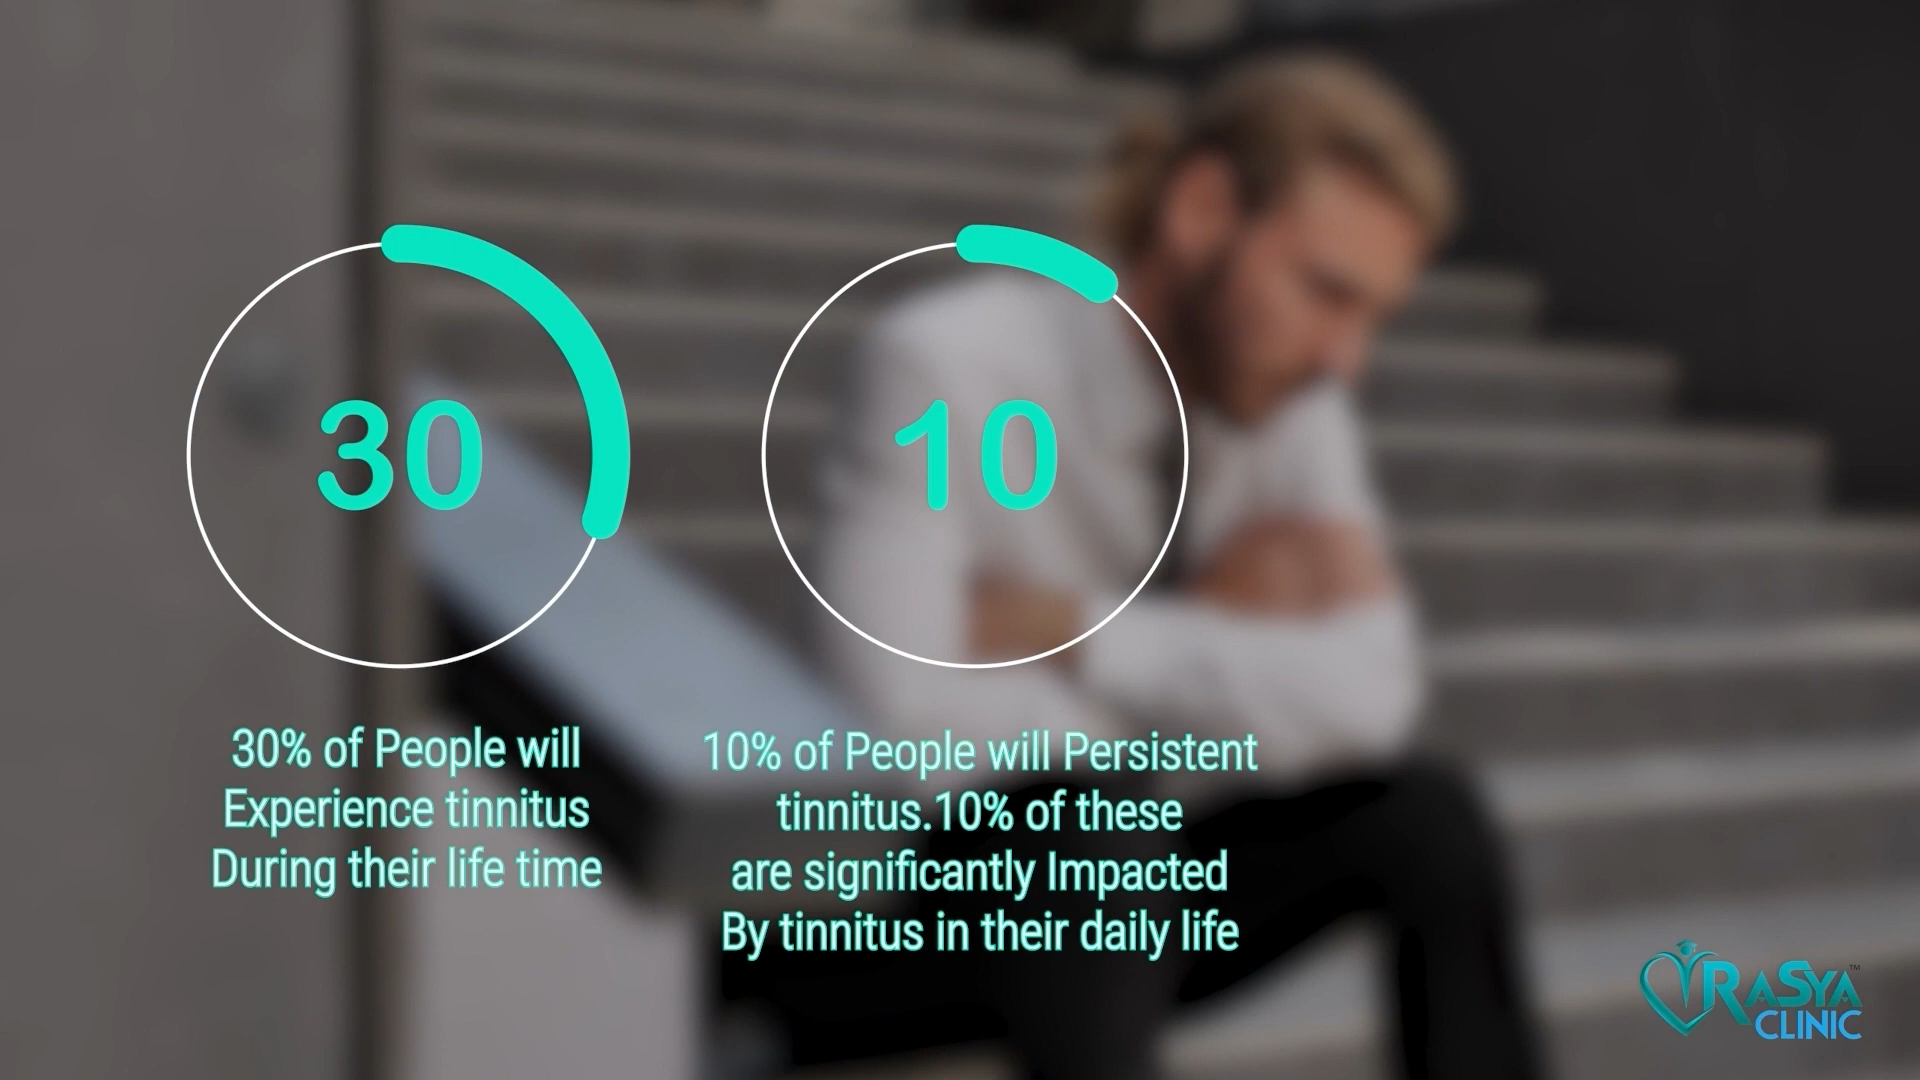 30
10
30% of People will
Experience tinnitus
During their life time
10% of People will Persistent
tinnitus.10% of these
are significantly Impacted
By tinnitus in their daily life
RASYA™
CLINIC